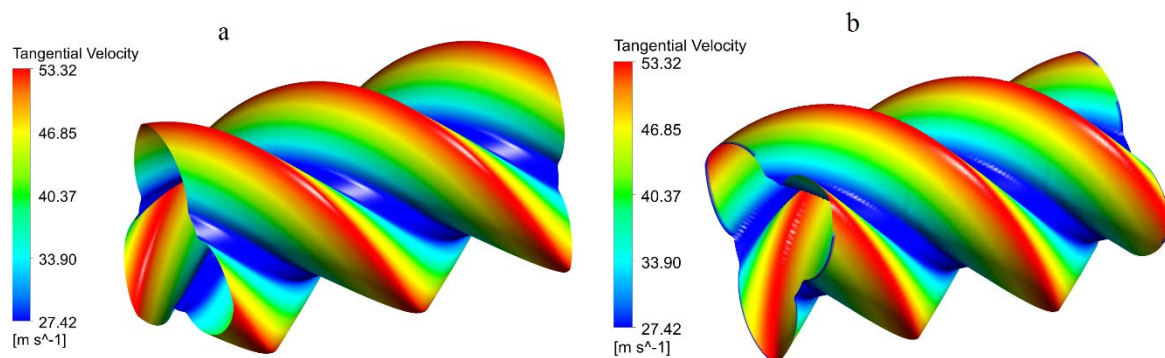 a
Tangential Velocity
53.32
46.85
40.37
33.90
27.42
[m s^-1]
b
Tangential Velocity
53.32
46.85
40.37
33.90
27.42
[m s^-1]